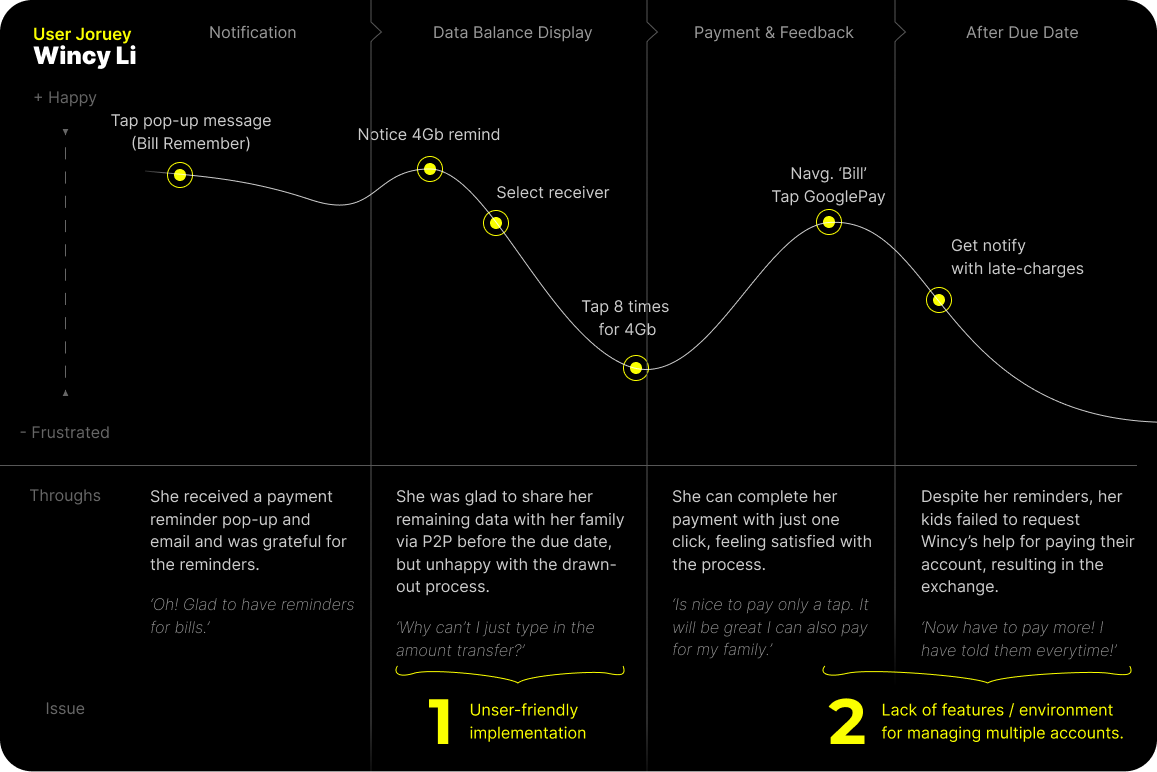 User Joruey
Wincy Li
Notification
Data Balance Display
Payment & Feedback
After Due Date
+ Happy
Tap pop-up message
(Bill Remember)
Notice 4Gb remind
Select receiver
Tap 8 times
for 4Gb
Navg. ‘Bill’
Tap GooglePay
Get notify
with late-charges
- Frustrated
Throughs
She received a payment
reminder pop-up and
email and was grateful for
the reminders.
‘Oh! Glad to have reminders
for bills.’
She was glad to share her
remaining data with her family
via P2P before the due date,
but unhappy with the drawn-
out process.
‘Why can’t I just type in the
amount transfer?’
She can complete her
payment with just one
click, feeling satisfied with
the process.
‘Is nice to pay only a tap. It
will be great I can also pay
for my family.’
Despite her reminders, her
kids failed to request
Wincy’s help for paying their
account, resulting in the
exchange.
‘Now have to pay more! I
have told them everytime!’
Issue
1
Unser-friendly
implementation
2
Lack of features / environment
for managing multiple accounts.